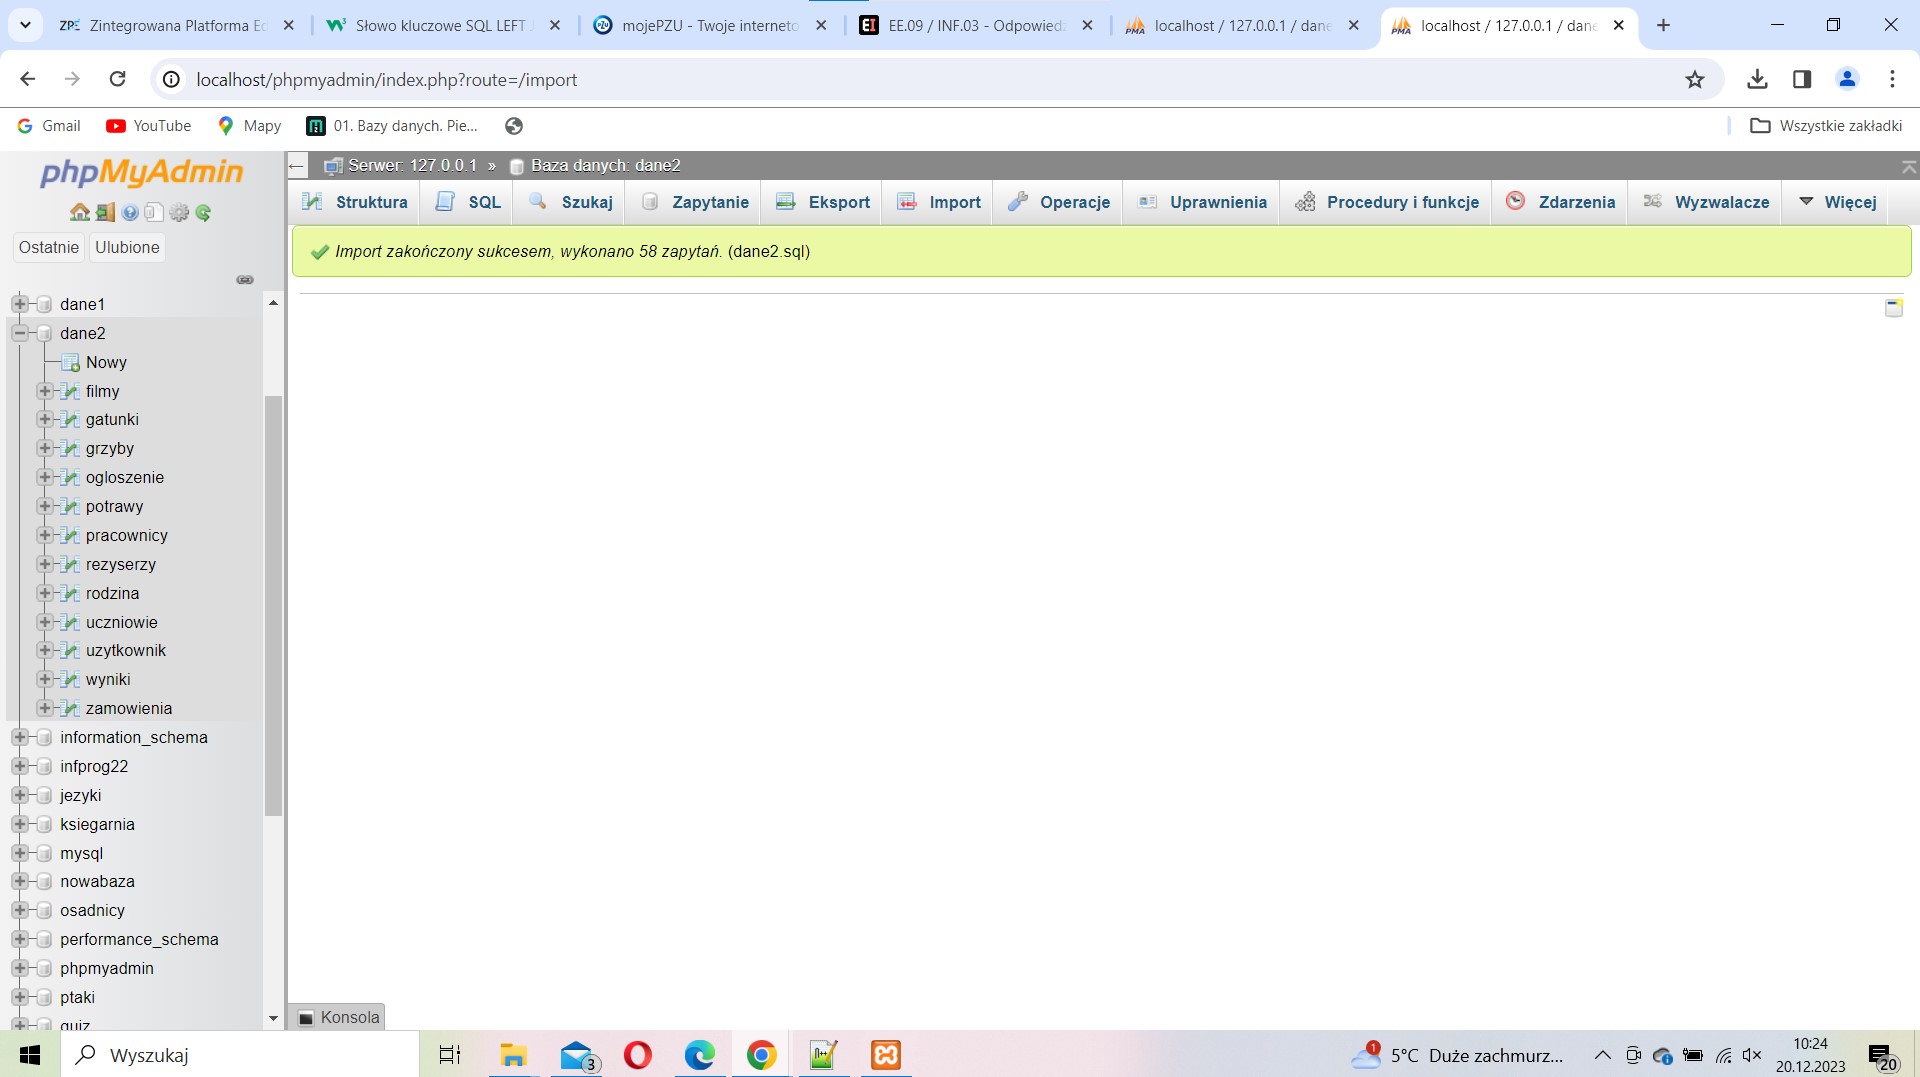 Zintegrowana Platforma Ed
Słowo kluczowe SQL LEFT J
mojePZU - Twoje interneto
EE.09 / INF.03 - Odpowiedz
localhost / 127.0.0.1 / dane
localhost / 127.0.0.1 / dane
localhost/phpmyadmin/index.php?route=/import
Gmail
YouTube
Mapy
01. Bazy danych. Pie...
Wszystkie zakładki
phpMyAdmin
Ostatnie
Ulubione
dane1
dane2
Nowy
filmy
gatunki
grzyby
ogloszenie
potrawy
pracownicy
rezyserzy
rodzina
uczniowie
uzytkownik
wyniki
zamowienia
information_schema
infprog22
jezyki
ksiegarnia
mysql
nowabaza
osadnicy
performance_schema
phpmyadmin
ptaki
quiz
Serwer: 127.0.0.1 » Baza danych: dane2
Struktura
SQL
Szukaj
Zapytanie
Eksport
Import
Operacje
Uprawnienia
Procedury i funkcje
Zdarzenia
Wyzwalacze
Więcej
Import zakończony sukcesem, wykonano 58 zapytań. (dane2.sql)
Konsola
Wyszukaj
3
1
5°C Duże zachmurz...
10:24
20.12.2023
20